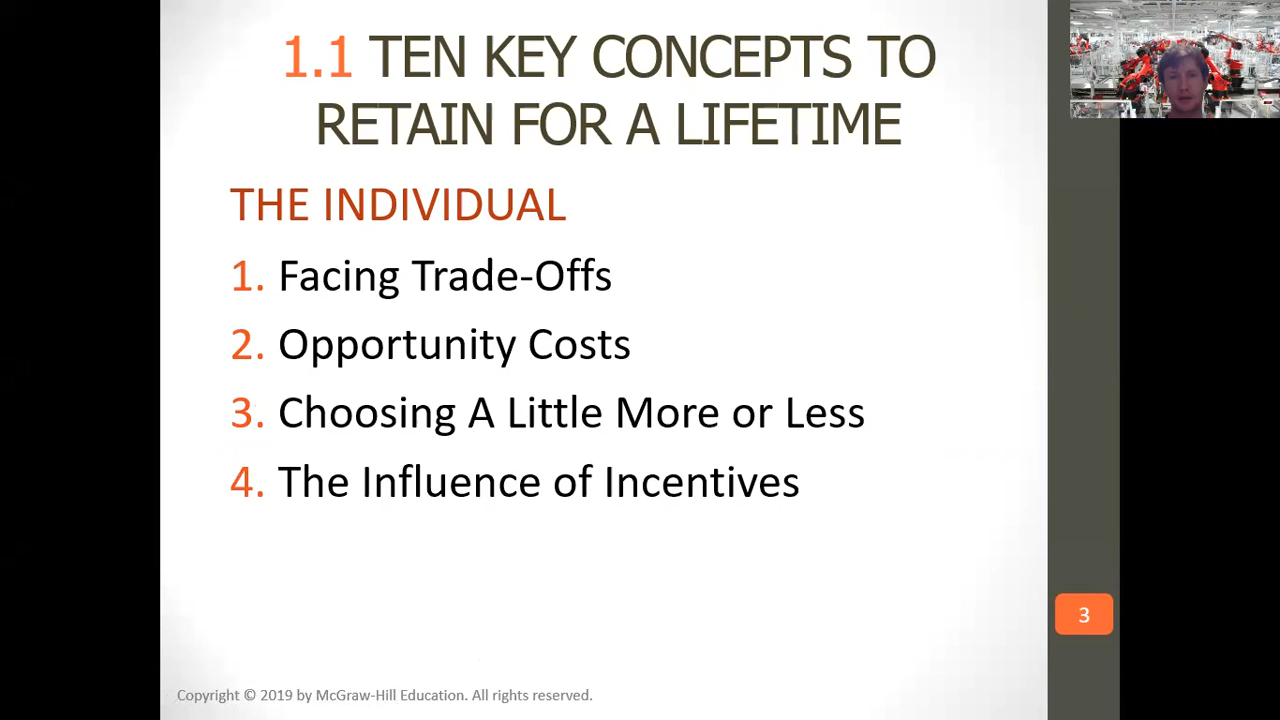 1.1 TEN KEY CONCEPTS TO
RETAIN FOR A LIFETIME
THE INDIVIDUAL
1. Facing Trade-Offs
2. Opportunity Costs
3. Choosing A Little More or Less
4. The Influence of Incentives
3
Copyright © 2019 by McGraw-Hill Education. All rights reserved.